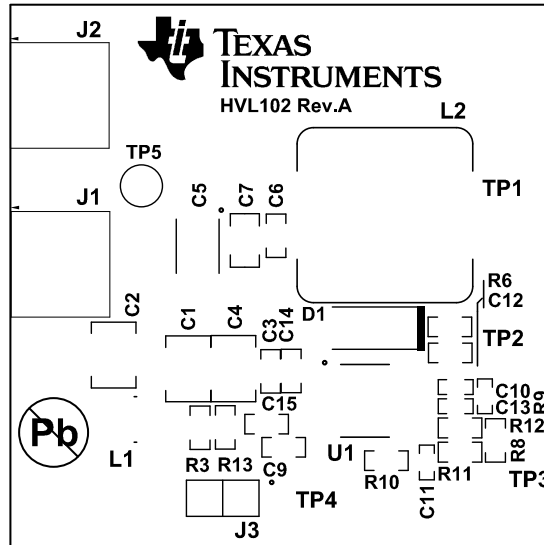 J2
TEXAS
INSTRUMENTS
HVL102 Rev.A
L2
TP5
TP1
J1
C5
C7
C6
R6
C12
D1
TP2
C2
C1
C4
C3
C14
C10
C13
R9
R12
C15
Pb
L1
R3
R13
C9
U1
R10
C11
R11
R8
TP3
TP4
J3